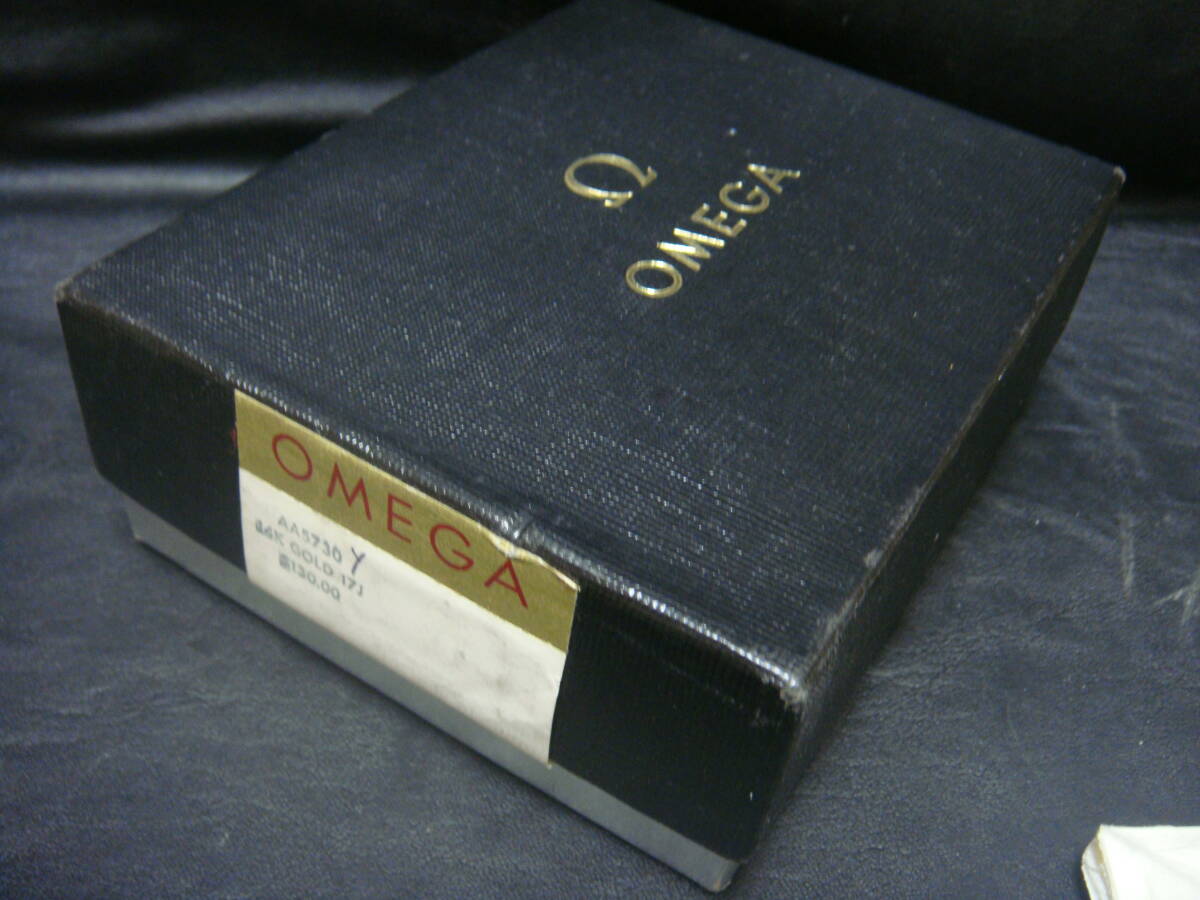 Ω
OMEGA
OMEGA
AA5730 Y
14K GOLD 17J
130.00